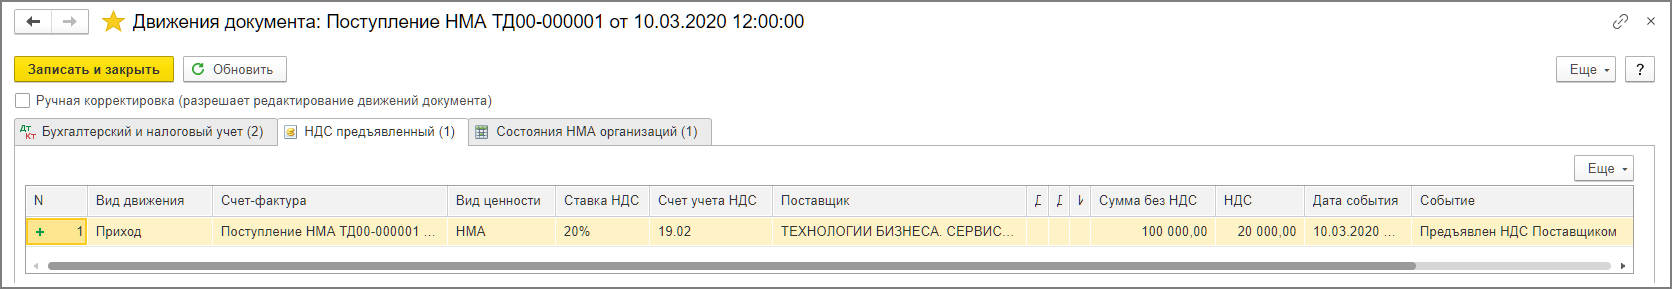 Движения документа: Поступление НМА ТД00-000001 от 10.03.2020 12:00:00
Записать и закрыть Обновить Еще ?
Ручная корректировка (разрешает редактирование движений документа)
Дт Кт Бухгалтерский и налоговый учет (2) НДС предъявленный (1) Состояния НМА организаций (1)
Еще
N Вид движения Счет-фактура Вид ценности Ставка НДС Счет учета НДС Поставщик Д Д И Сумма без НДС НДС Дата события Событие
1 Приход Поступление НМА ТД00-000001 ... НМА 20% 19.02 ТЕХНОЛОГИИ БИЗНЕСА. СЕРВИС... 100 000,00 20 000,00 10.03.2020 ... Предъявлен НДС Поставщиком